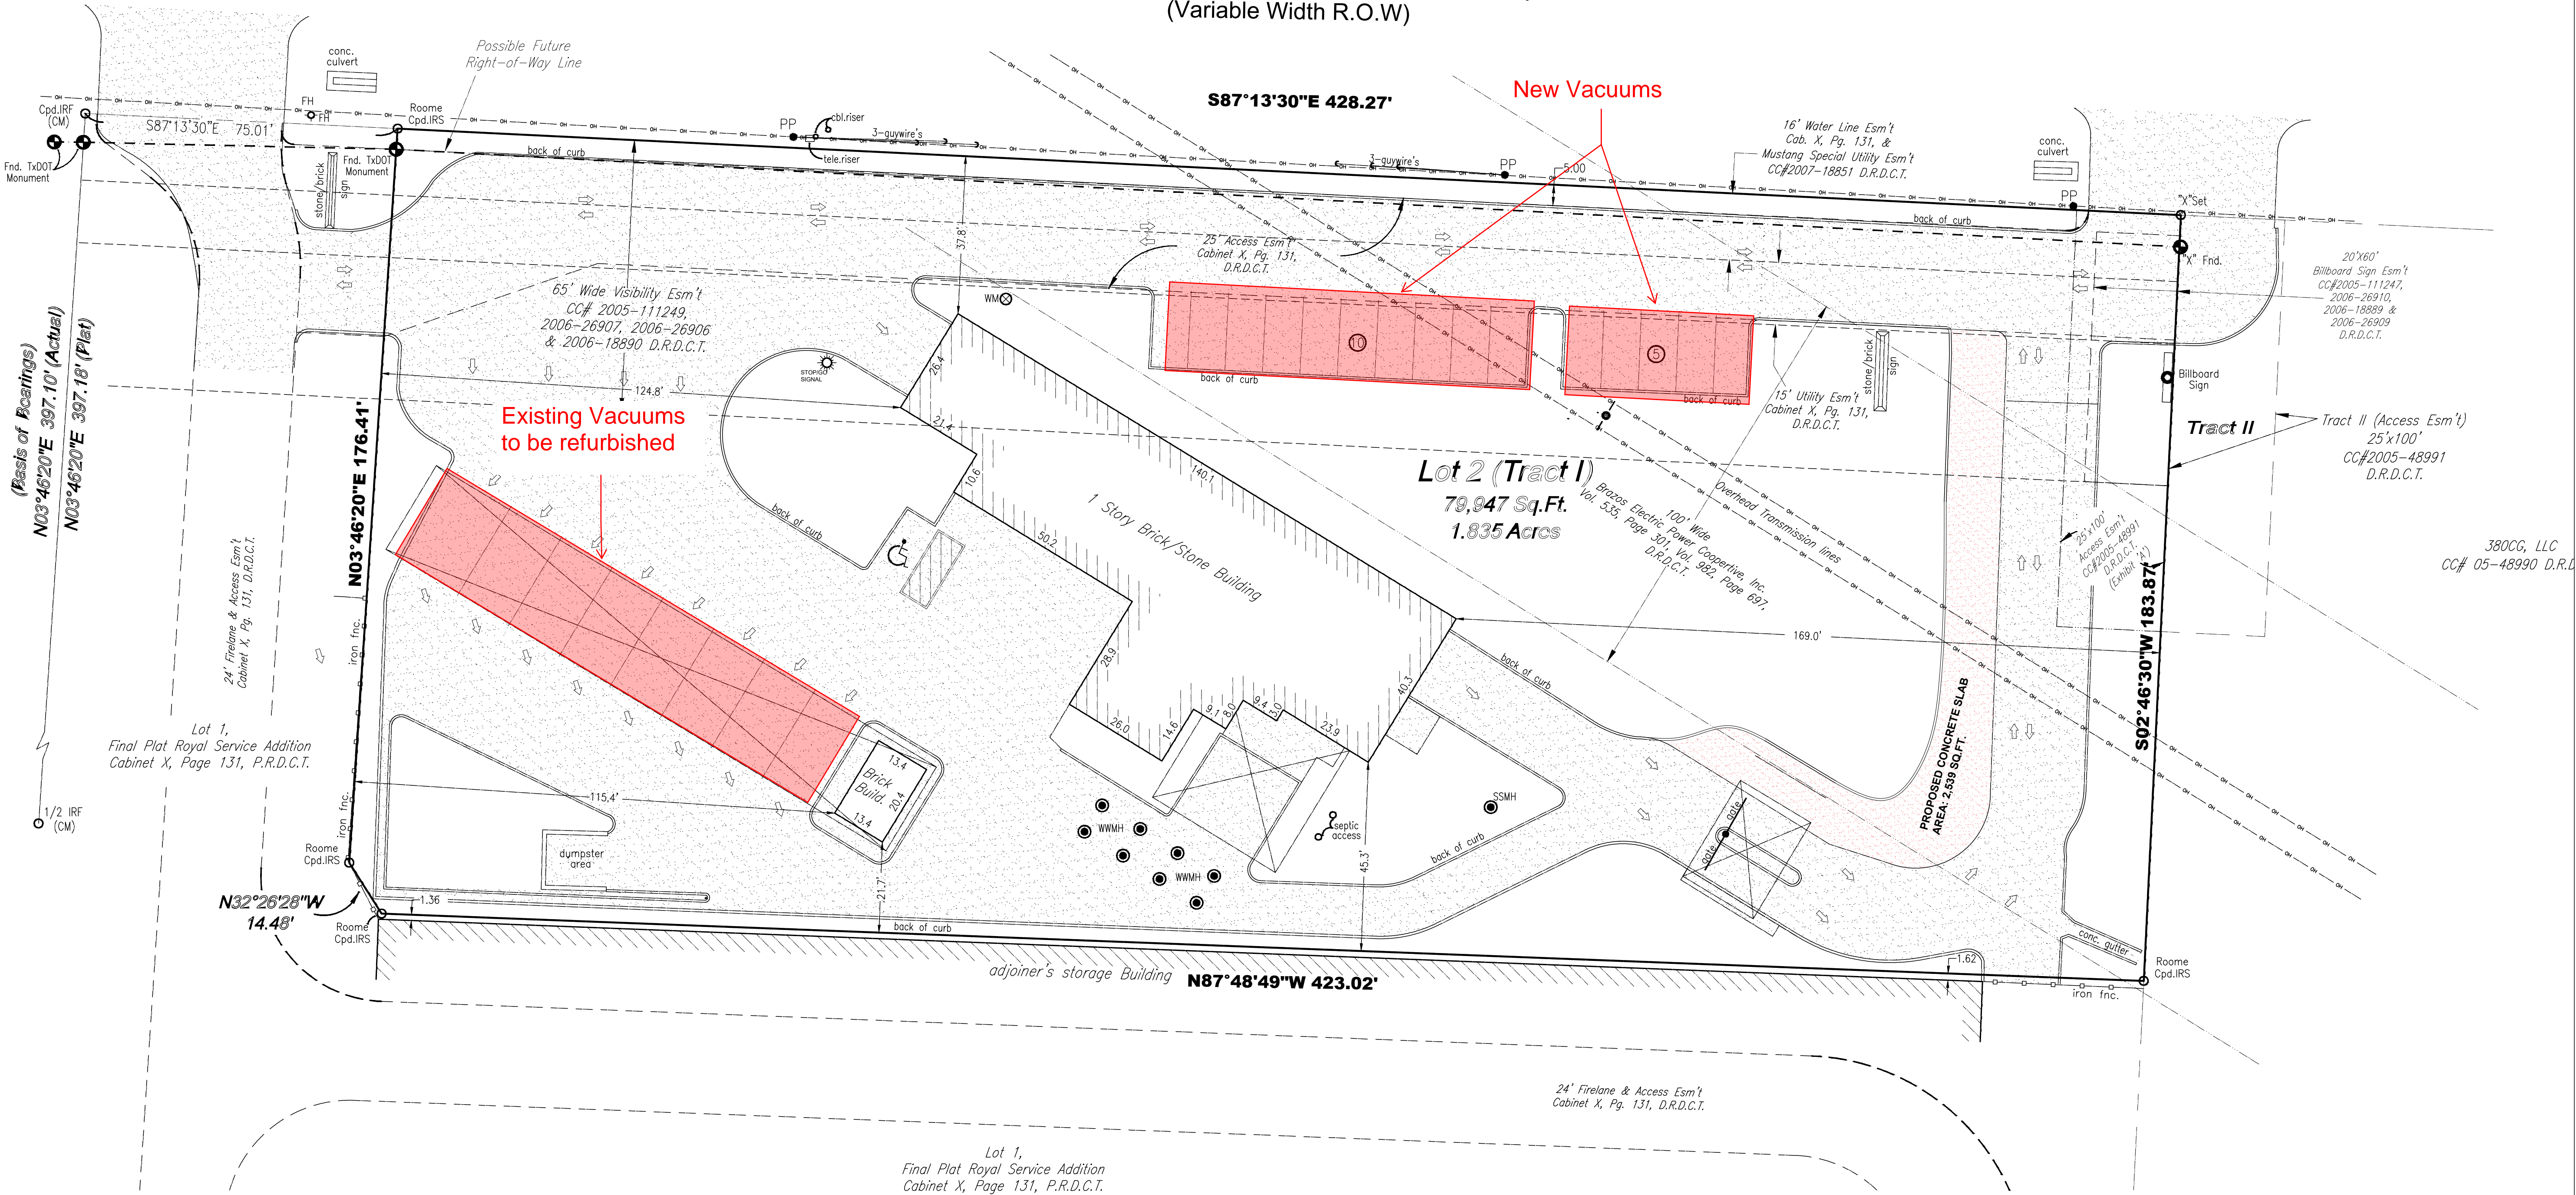 (Variable Width R.O.W)
Possible Future
Right-of-Way Line
conc.
culvert
FH
FH
Roome
Cpd.IRS
Cpd.IRF
(CM)
S87°13'30"E 75.01'
Fnd. TxDOT
Monument
Fnd. TxDOT
Monument
stone/brick
sign
back of curb
PP
cbl.riser
tele.riser
3-guywire's
S87°13'30"E 428.27'
New Vacuums
3-guywire's
PP
5.00
16' Water Line Esm't
Cab. X, Pg. 131, &
Mustang Special Utility Esm't
CC#2007-18851 D.R.D.C.T.
conc.
culvert
PP
back of curb
"X"Set
"X" Fnd.
20'X60'
Billboard Sign Esm't
CC#2005-111247,
2006-26910,
2006-18889 &
2006-26909
D.R.D.C.T.
37.8'
25' Access Esm't
Cabinet X, Pg. 131,
D.R.D.C.T.
65' Wide Visibility Esm't
CC# 2005-111249,
2006-26907, 2006-26906
& 2006-18890 D.R.D.C.T.
WM
STOP/GO
SIGNAL
124.8'
10
5
back of curb
back of curb
15' Utility Esm't
Cabinet X, Pg. 131,
D.R.D.C.T.
stone/brick
sign
Billboard
Sign
Tract II
Tract II (Access Esm't)
25'x100'
CC#2005-48991
D.R.D.C.T.
Existing Vacuums
to be refurbished
(Basis of Bearings)
N03°46'20"E 397.10' (Actual)
N03°46'20"E 397.18' (Plat)
N03°46'20"E 176.41'
26.4
21.4
10.6
50.2
140.1
28.9
26.0
14.6
9.1
8.0
9.4
3.0
23.9
40.3
1 Story Brick/Stone Building
back of curb
Lot 2 (Tract I)
79,947 Sq.Ft.
1.835 Acres
100' Wide
Brazos Electric Power Coopertive, Inc.
Vol. 535, Page 301, Vol. 982, Page 697,
D.R.D.C.T.
Overhead Transmission lines
25'x100'
Access Esm't
CC#2005-48991
D.R.D.C.T.
(Exhibit 'A')
380CG, LLC
CC# 05-48990 D.R.D
S02°46'30"W 183.87'
169.0'
24' Firelane & Access Esm't
Cabinet X, Pg. 131, D.R.D.C.T.
iron fnc.
iron fnc.
Lot 1,
Final Plat Royal Service Addition
Cabinet X, Page 131, P.R.D.C.T.
1/2 IRF
(CM)
Roome
Cpd.IRS
N32°26'28"W
14.48'
Roome
Cpd.IRS
1.36
115.4'
dumpster
area
Brick
Build.
13.4
20.4
13.4
21.7'
back of curb
WWMH
WWMH
septic
access
SSMH
45.3'
back of curb
back of curb
gate
gate
PROPOSED CONCRETE SLAB
AREA: 2,539 SQ.FT.
conc. gutter
Roome
Cpd.IRS
iron fnc.
1.62
adjoiner's storage Building
N87°48'49"W 423.02'
24' Firelane & Access Esm't
Cabinet X, Pg. 131, D.R.D.C.T.
Lot 1,
Final Plat Royal Service Addition
Cabinet X, Page 131, P.R.D.C.T.